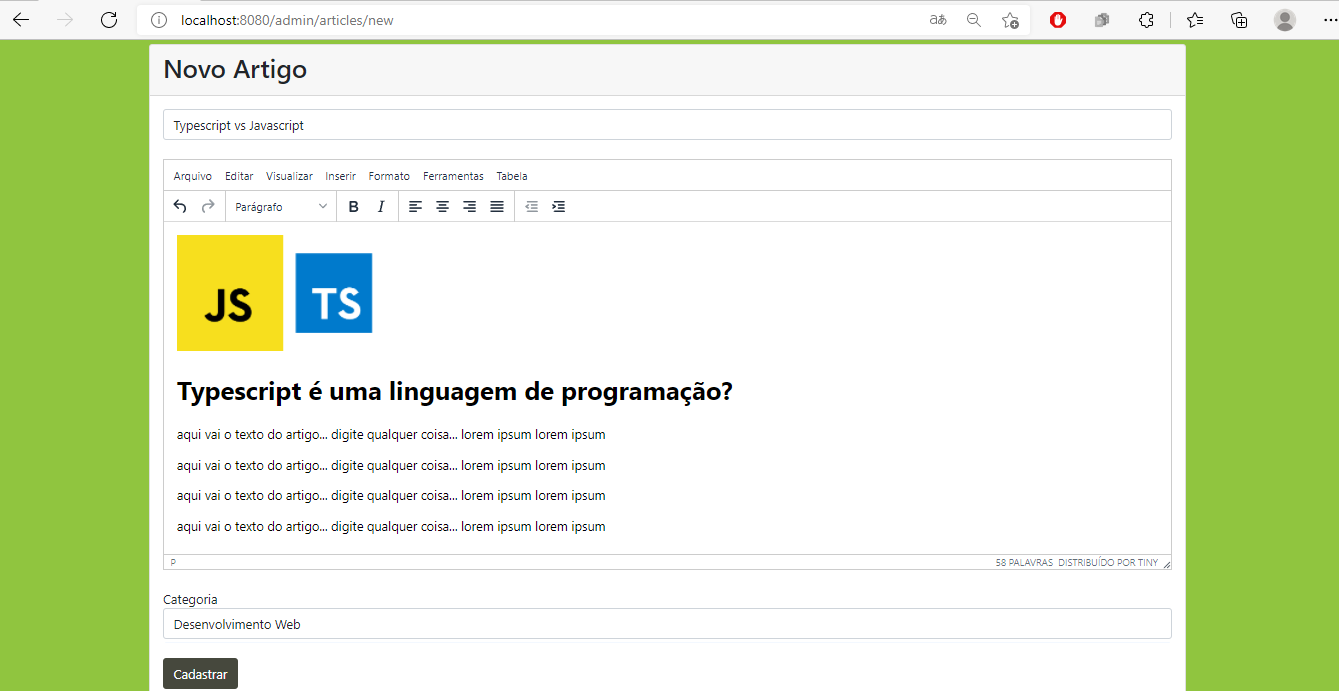 localhost:8080/admin/articles/new
aあ
Novo Artigo
Typescript vs Javascript
Arquivo Editar Visualizar Inserir Formato Ferramentas Tabela
Parágrafo B I
JS TS
Typescript é uma linguagem de programação?
aqui vai o texto do artigo... digite qualquer coisa... lorem ipsum lorem ipsum
aqui vai o texto do artigo... digite qualquer coisa... lorem ipsum lorem ipsum
aqui vai o texto do artigo... digite qualquer coisa... lorem ipsum lorem ipsum
aqui vai o texto do artigo... digite qualquer coisa... lorem ipsum lorem ipsum
P 58 PALAVRAS DISTRIBUÍDO POR TINY
Categoria
Desenvolvimento Web
Cadastrar